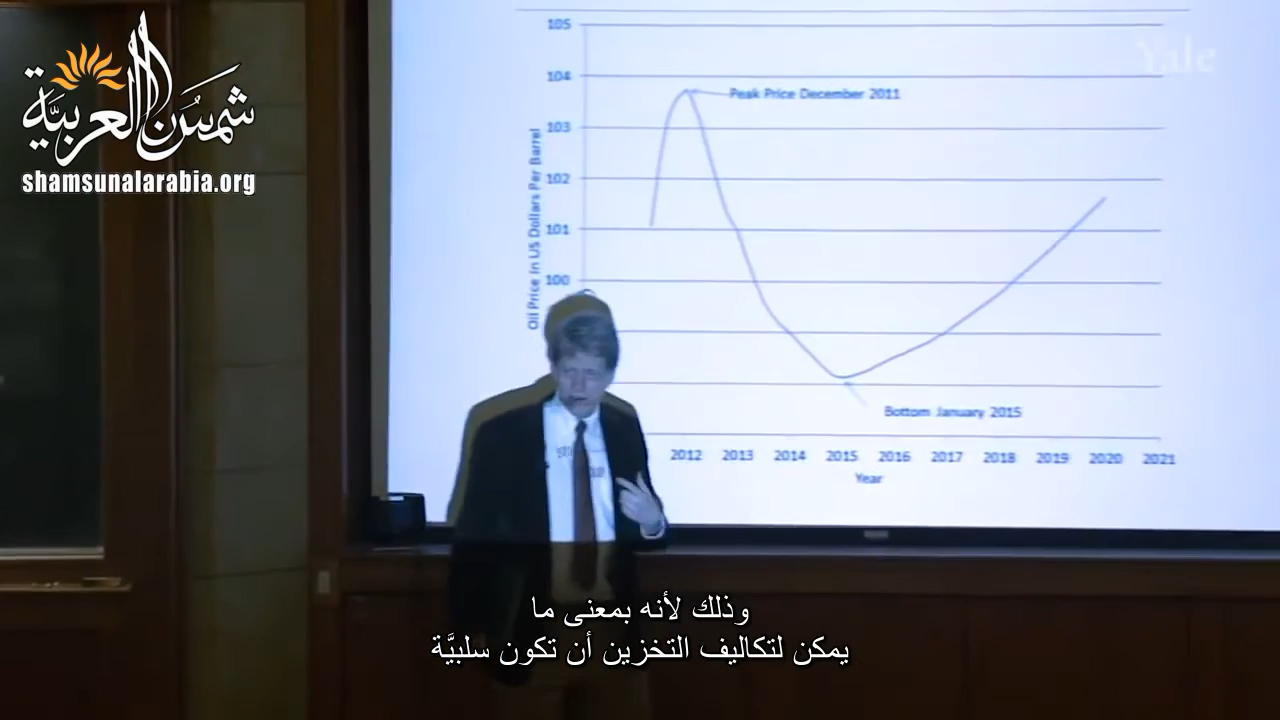 شمسُ العربيَّة
shamsunalarabia.org
Yale
105
104
103
102
101
100
Oil Price in US Dollars Per Barrel
Peak Price December 2011
Bottom January 2015
2012 2013 2014 2015 2016 2017 2018 2019 2020 2021
Year
وذلك لأنه بمعنى ما
يمكن لتكاليف التخزين أن تكون سلبيَّة